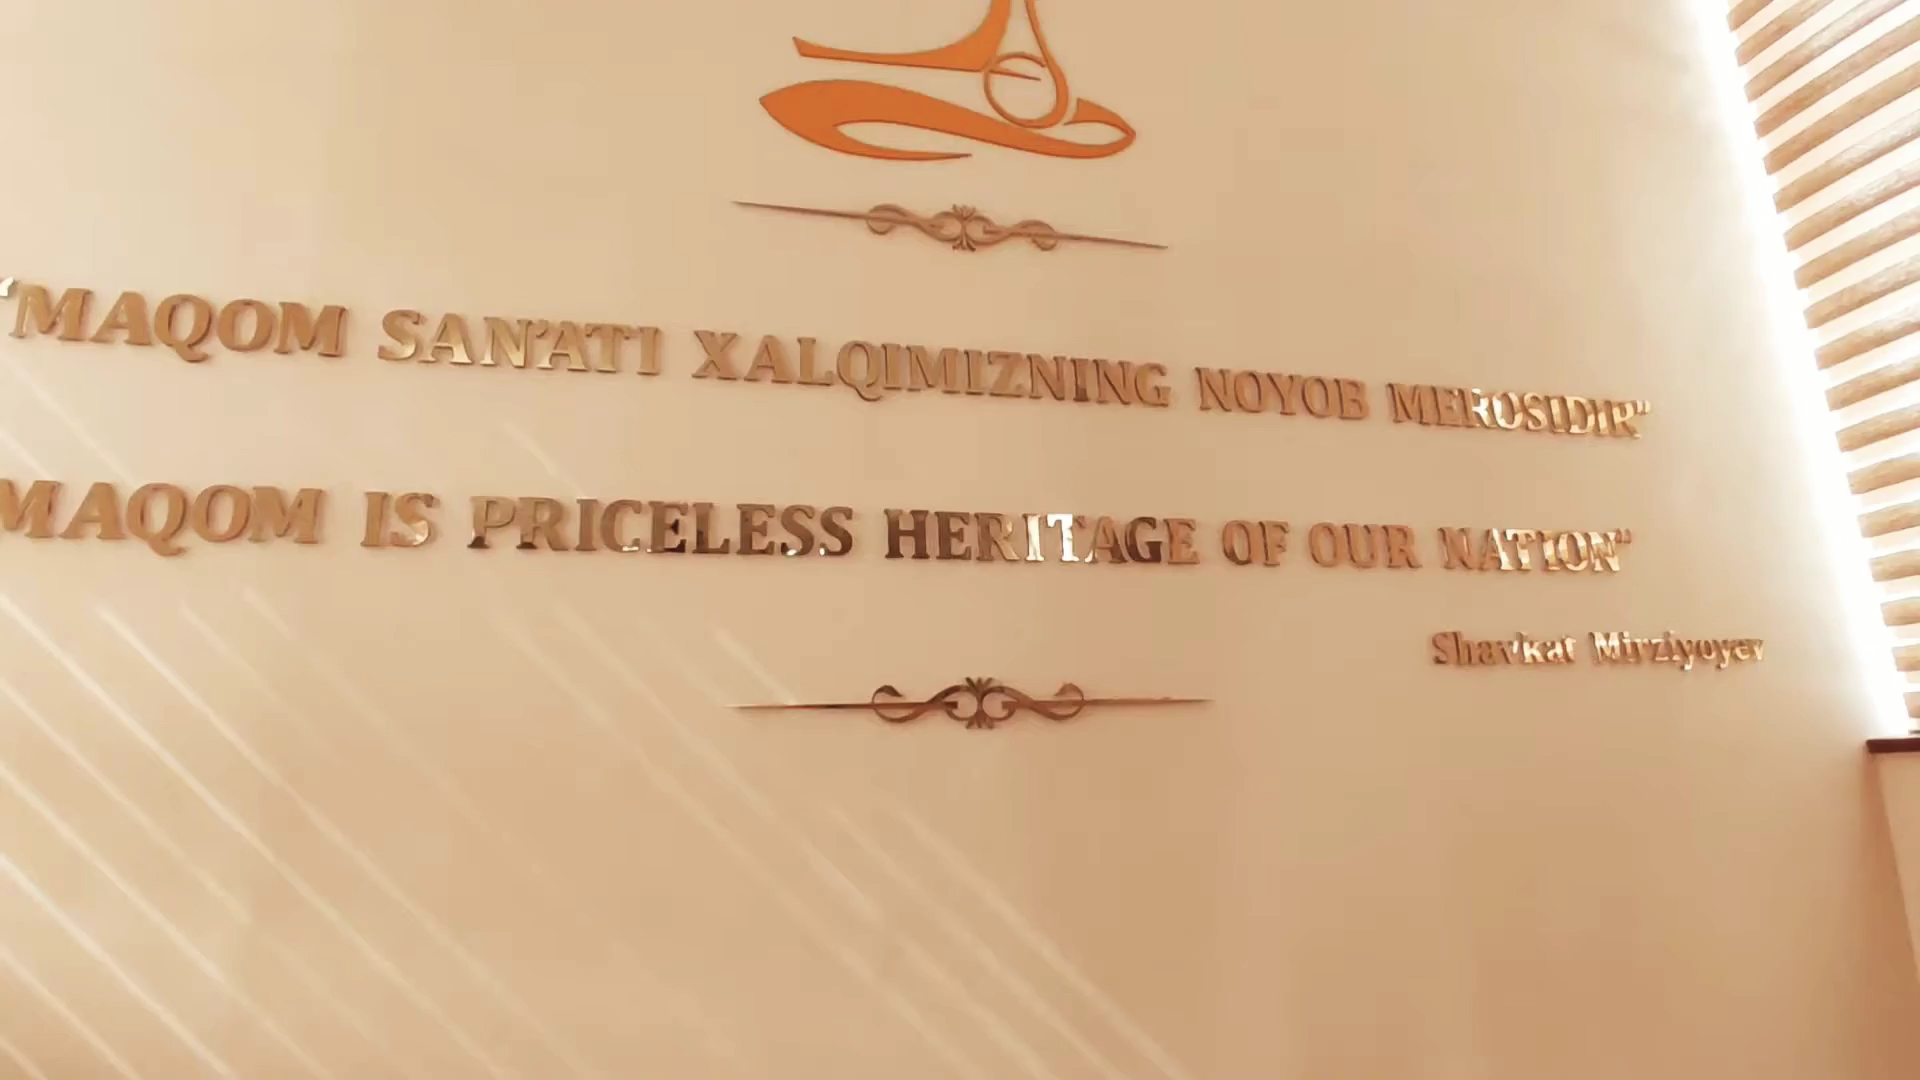 "MAQOM SAN'ATI XALQIMIZNING NOYOB MEROSIDIR"
MAQOM IS PRICELESS HERITAGE OF OUR NATION"
Shavkat Mirziyoyev